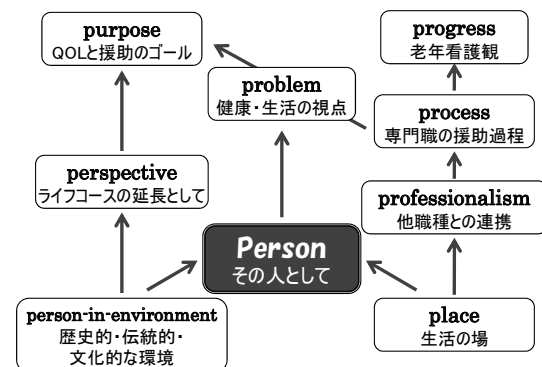 purpose
QOLと援助のゴール
progress
老年看護観
problem
健康・生活の視点
process
専門職の援助過程
perspective
ライフコースの延長として
professionalism
他職種との連携
Person
その人として
person-in-environment
歴史的・伝統的・
文化的な環境
place
生活の場